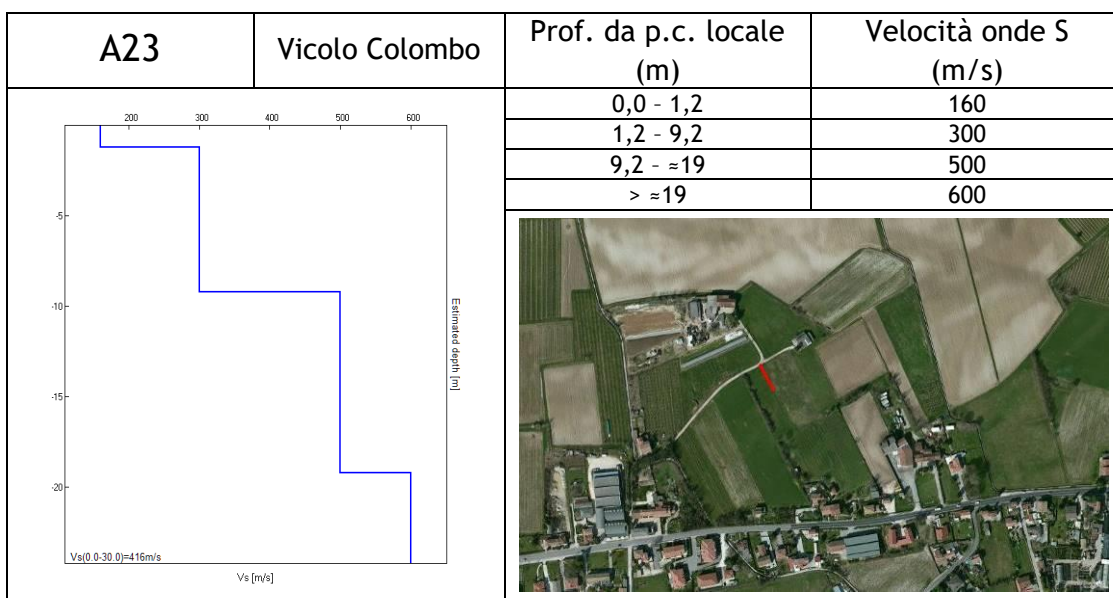 A23
Vicolo Colombo
Prof. da p.c. locale
(m)
Velocità onde S
(m/s)
0,0 – 1,2 160
1,2 – 9,2 300
9,2 – ≈19 500
> ≈19 600
200 300 400 500 600
-5
-10
-15
-20
Estimated depth [m]
Vs(0.0-30.0)=416m/s
Vs [m/s]